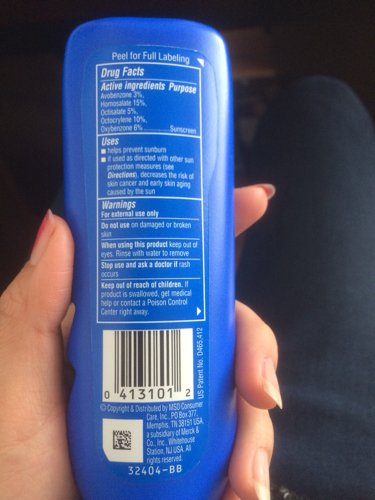 Peel for Full Labeling
Drug Facts
Active ingredients Purpose
Avobenzone 3%,
Homosalate 15%,
Octisalate 5%,
Octocrylene 10%,
Oxybenzone 6%..........Sunscreen
Uses
■ helps prevent sunburn
■ if used as directed with other sun
protection measures (see
Directions), decreases the risk of
skin cancer and early skin aging
caused by the sun
Warnings
For external use only
Do not use on damaged or broken
skin
When using this product keep out of
eyes. Rinse with water to remove
Stop use and ask a doctor if rash
occurs
Keep out of reach of children. If
product is swallowed, get medical
help or contact a Poison Control
Center right away.
US Patent No. D465,412
0 413101 2
© Copyright & Distributed by MSD Consumer
Care, Inc., PO Box 377,
Memphis, TN 38151 USA,
a subsidiary of Merck &
Co., Inc., Whitehouse
Station, NJ USA. All
rights reserved.
32404-BB